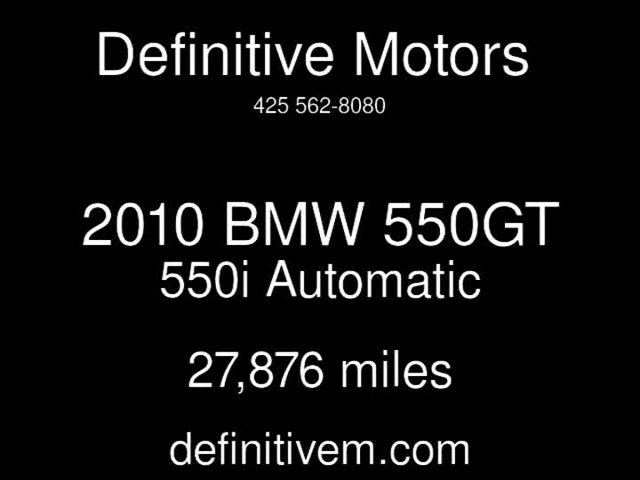 Definitive Motors
425 562-8080
2010 BMW 550GT
550i Automatic
27,876 miles
definitivem.com